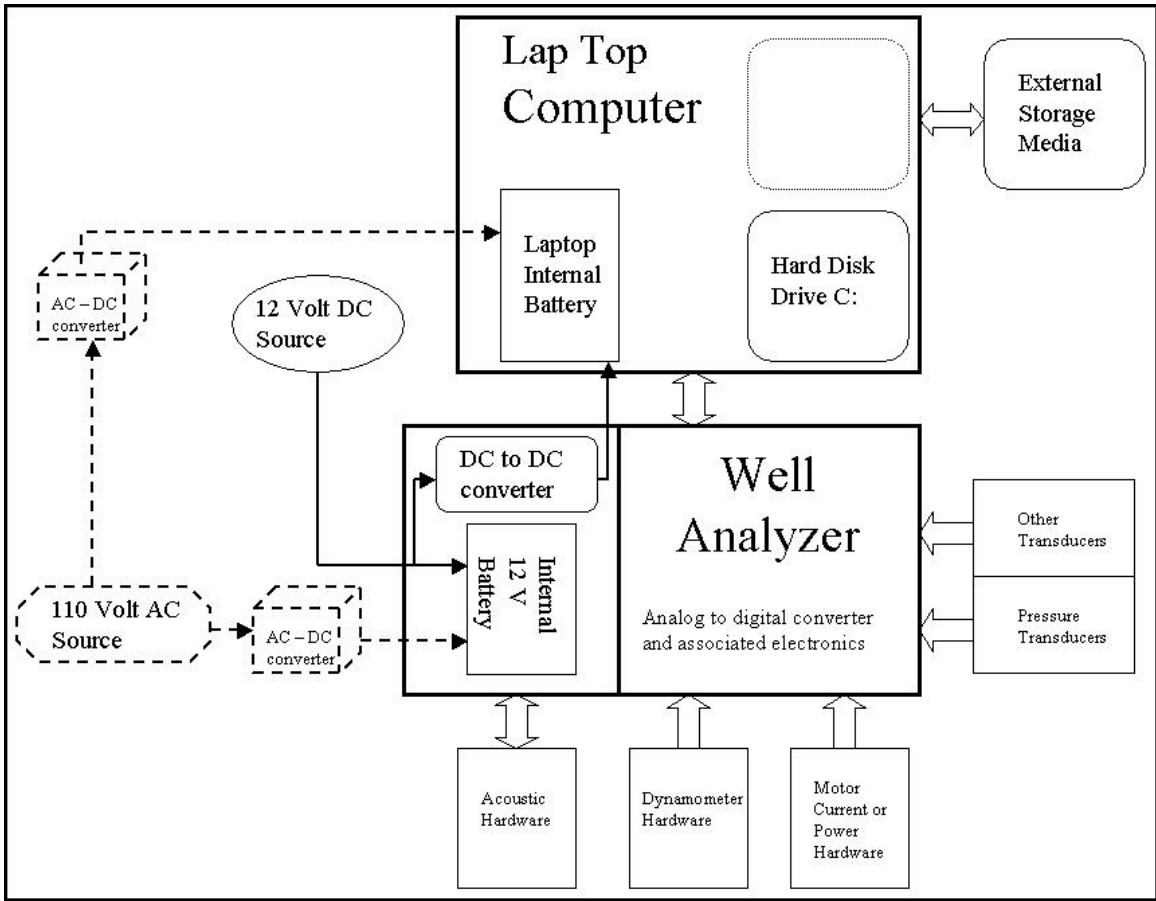 Lap Top
Computer
External
Storage
Media
Laptop
Internal
Battery
Hard Disk
Drive C:
AC – DC
converter
12 Volt DC
Source
DC to DC
converter
Well
Analyzer
Internal
12 V
Battery
Analog to digital converter
and associated electronics
Other
Transducers
Pressure
Transducers
110 Volt AC
Source
AC – DC
converter
Acoustic
Hardware
Dynamometer
Hardware
Motor
Current or
Power
Hardware